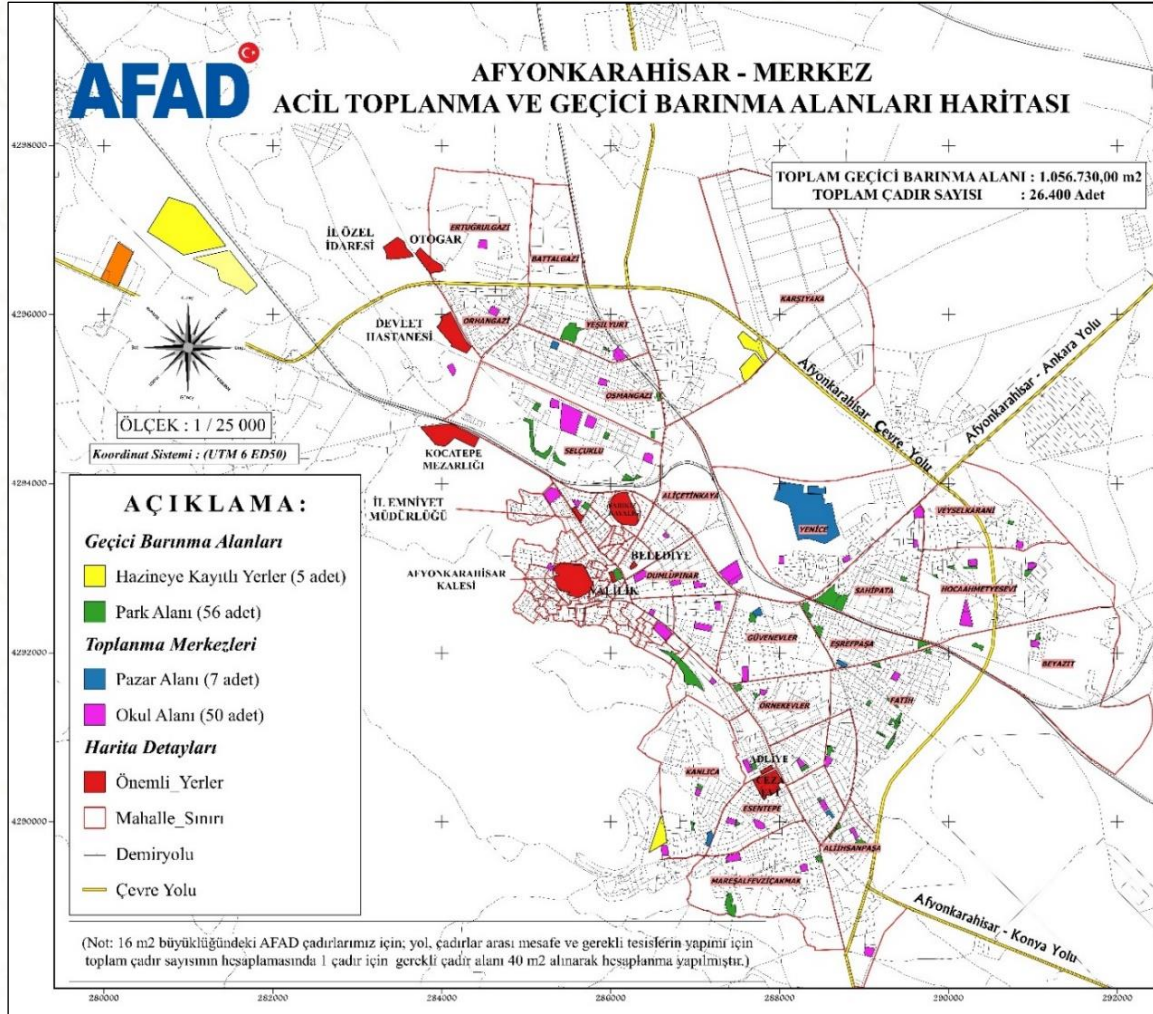 AFAD
AFYONKARAHİSAR - MERKEZ
ACİL TOPLANMA VE GEÇİCİ BARINMA ALANLARI HARİTASI
TOPLAM GEÇİCİ BARINMA ALANI : 1.056.730,00 m2
TOPLAM ÇADIR SAYISI : 26.400 Adet
4298000
4296000
4284000
4292000
4280000
ERTUĞRULGAZİ
İL ÖZEL
İDARESİ
OTOGAR
BATTALGAZİ
KARŞIYAKA
DEVLET
HASTANESİ
ORHANGAZİ
YEŞİLYURT
OSMANGAZİ
Afyonkarahisar
Çevre Yolu
Afyonkarahisar - Ankara Yolu
ÖLÇEK : 1 / 25 000
Koordinat Sistemi : (UTM 6 ED50)
KOCATEPE
MEZARLIĞI
SELÇUKLU
İL EMNİYET
MÜDÜRLÜĞÜ
ALİÇETİNKAYA
YENİCE
VEYSELKARANİ
AFYONKARAHİSAR
KALESİ
BELEDİYE
VALİLİK
DUMLUPINAR
SAHİPATA
HOCAAHMETYESEVİ
GÜVENEVLER
EŞREFPAŞA
BEYAZIT
ÖRNEKEVLER
FATİH
ADLİYE
CEZA
EVİ
KANLICA
ESENTEPE
ALİİHSANPAŞA
MAREŞALFEVZİÇAKMAK
Afyonkarahisar - Konya Yolu
AÇIKLAMA :
Geçici Barınma Alanları
Hazineye Kayıtlı Yerler (5 adet)
Park Alanı (56 adet)
Toplanma Merkezleri
Pazar Alanı (7 adet)
Okul Alanı (50 adet)
Harita Detayları
Önemli_Yerler
Mahalle_Sınırı
Demiryolu
Çevre Yolu
(Not: 16 m2 büyüklüğündeki AFAD çadırlarımız için; yol, çadırlar arası mesafe ve gerekli tesislerin yapımı için
toplam çadır sayısının hesaplamasında 1 çadır için gerekli çadır alanı 40 m2 alınarak hesaplanma yapılmıştır.)
280000
282000
284000
286000
288000
290000
292000